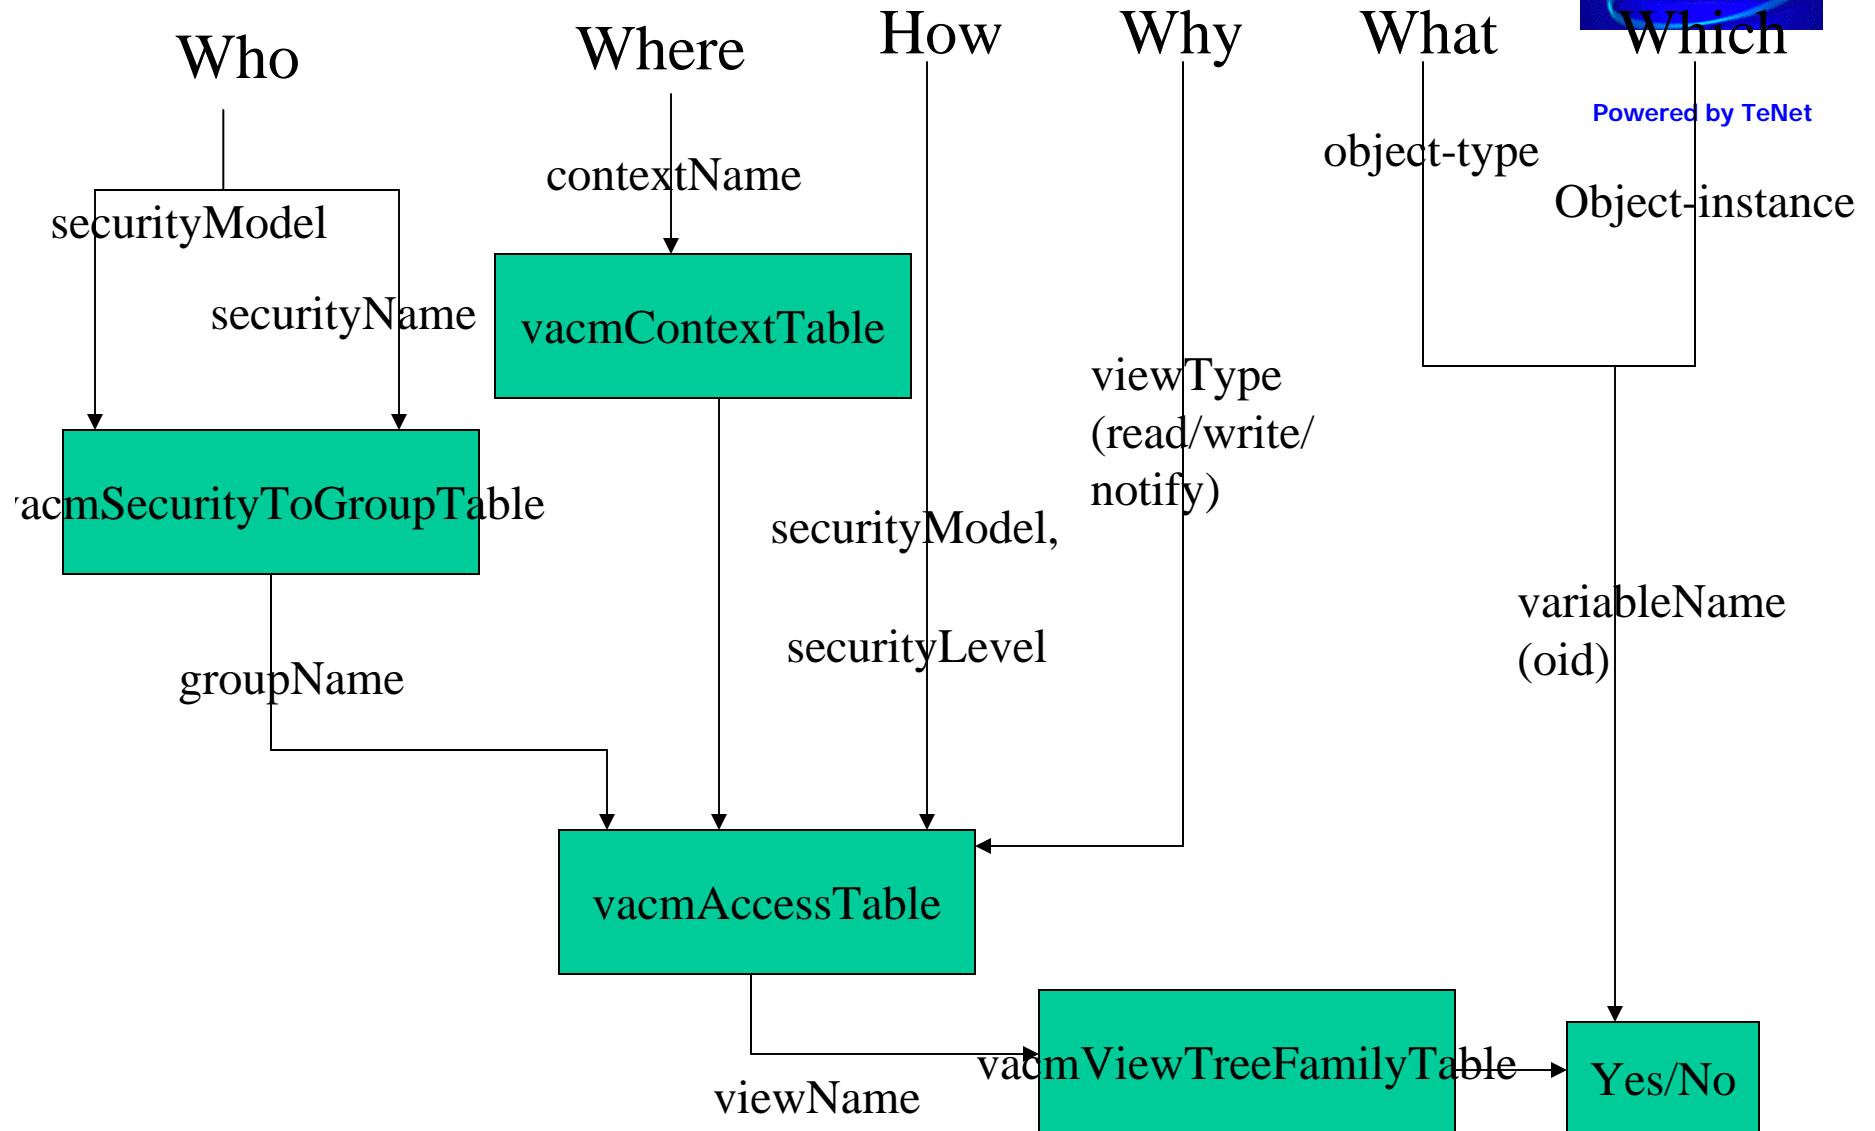 Who
Where
How
Why
What
Which
Powered by TeNet
object-type
contextName
Object-instance
securityModel
securityName
vacmContextTable
viewType
(read/write/
notify)
acmSecurityToGroupTable
securityModel,
variableName
(oid)
securityLevel
groupName
vacmAccessTable
vacmViewTreeFamilyTable
Yes/No
viewName